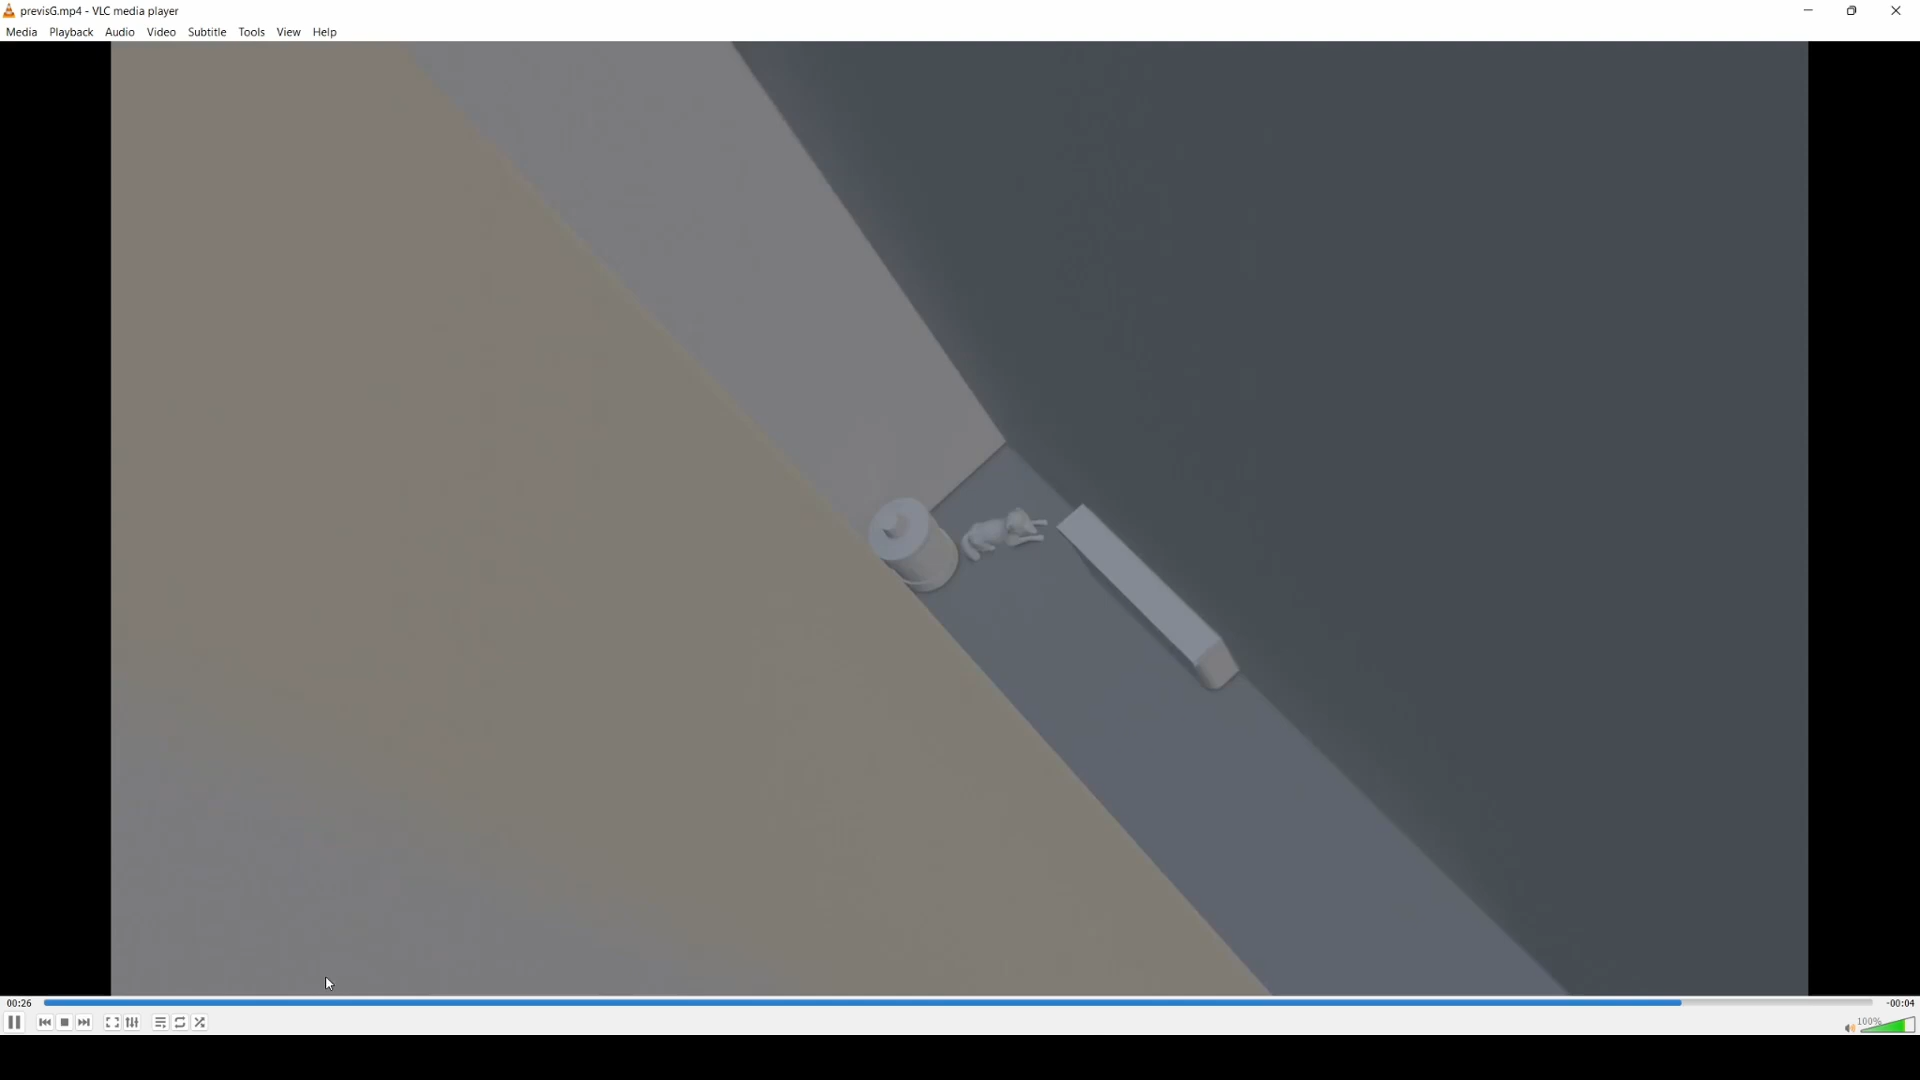 previsG.mp4 - VLC media player
Media Playback Audio Video Subtitle Tools View Help
00:26
-00:04
100%